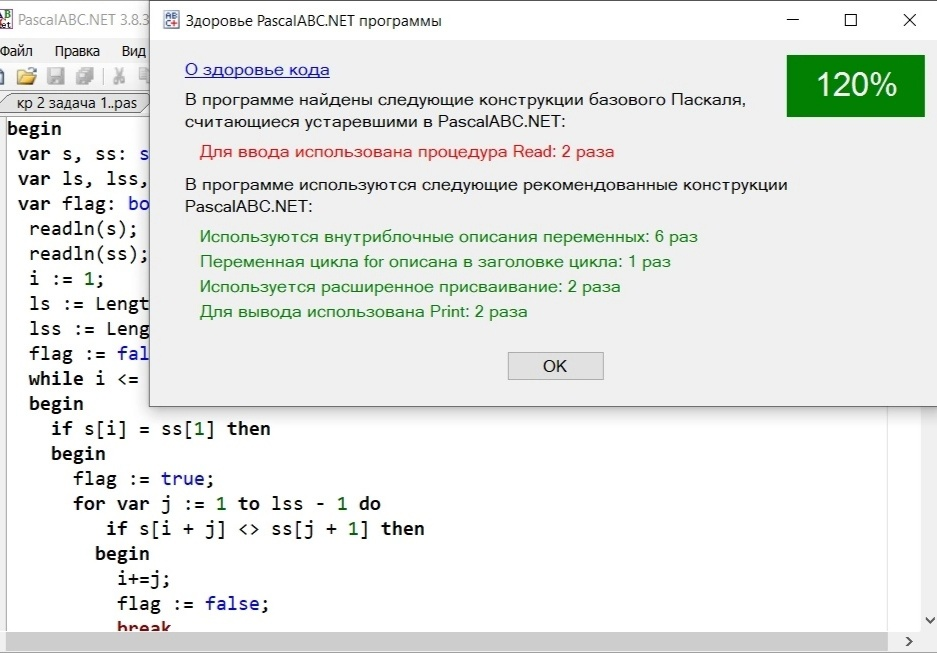 PascalABC.NET 3.8.3
Здоровье PascalABC.NET программы
Файл Правка Вид
О здоровье кода
120%
В программе найдены следующие конструкции базового Паскаля,
считающиеся устаревшими в PascalABC.NET:
Для ввода использована процедура Read: 2 раза
В программе используются следующие рекомендованные конструкции
PascalABC.NET:
Используются внутриблочные описания переменных: 6 раз
Переменная цикла for описана в заголовке цикла: 1 раз
Используется расширенное присваивание: 2 раза
Для вывода использована Print: 2 раза
OK
кр 2 задача 1..pas
begin
var s, ss: s
var ls, lss,
var flag: bo
readln(s);
readln(ss);
i := 1;
ls := Lengt
lss := Leng
flag := fal
while i <=
begin
if s[i] = ss[1] then
begin
flag := true;
for var j := 1 to lss - 1 do
if s[i + j] <> ss[j + 1] then
begin
i+=j;
flag := false;
break